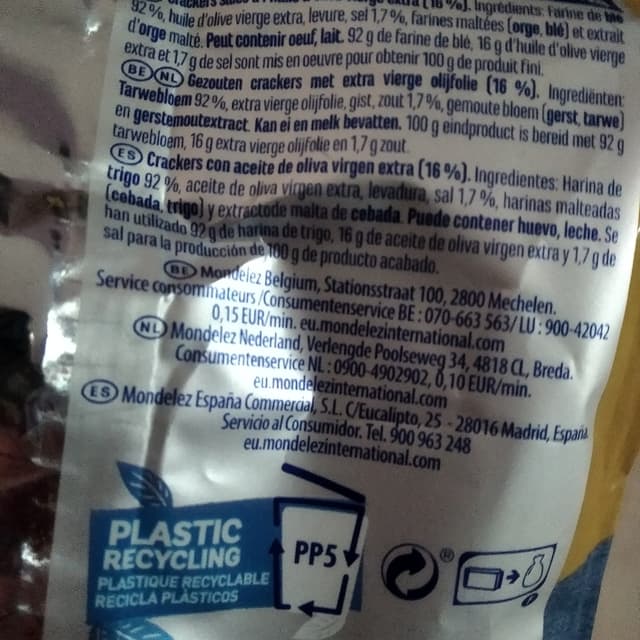 (16 %). Ingrédients: Farine de blé
92 %, huile d'olive vierge extra, levure, sel 1,7 %, farines maltées (orge, blé) et extrait
d'orge malté. Peut contenir oeuf, lait. 92 g de farine de blé, 16 g d'huile d'olive vierge
extra et 1,7 g de sel sont mis en oeuvre pour obtenir 100 g de produit fini.
BE NL Gezouten crackers met extra vierge olijfolie (16 %). Ingrediënten:
Tarwebloem 92 %, extra vierge olijfolie, gist, zout 1,7 %, gemoute bloem (gerst, tarwe)
en gerstemoutextract. Kan ei en melk bevatten. 100 g eindproduct is bereid met 92 g
tarwebloem, 16 g extra vierge olijfolie en 1,7 g zout.
ES Crackers con aceite de oliva virgen extra (16 %). Ingredientes: Harina de
trigo 92 %, aceite de oliva virgen extra, levadura, sal 1,7 %, harinas malteadas
(cebada, trigo) y extracto de malta de cebada. Puede contener huevo, leche. Se
han utilizado 92 g de harina de trigo, 16 g de aceite de oliva virgen extra y 1,7 g de
sal para la producción de 100 g de producto acabado.
BE Mondelez Belgium, Stationsstraat 100, 2800 Mechelen.
Service consommateurs/Consumentenservice BE : 070-663 563/ LU : 900-42042
0,15 EUR/min. eu.mondelezinternational.com
NL Mondelez Nederland, Verlengde Poolseweg 34, 4818 CL, Breda.
Consumentenservice NL : 0900-4902902, 0,10 EUR/min.
eu.mondelezinternational.com
ES Mondelez España Commercial, S.L. C/Eucalipto, 25 - 28016 Madrid, España.
Servicio al Consumidor. Tel. 900 963 248
eu.mondelezinternational.com
PLASTIC
RECYCLING
PLASTIQUE RECYCLABLE
RECICLA PLÁSTICOS
PP5
®